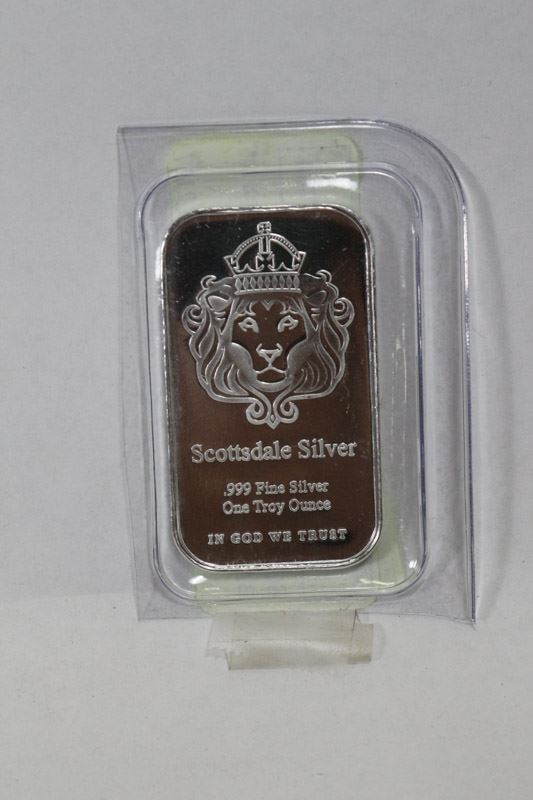 Scottsdale Silver
.999 Fine Silver
One Troy Ounce
IN GOD WE TRUST